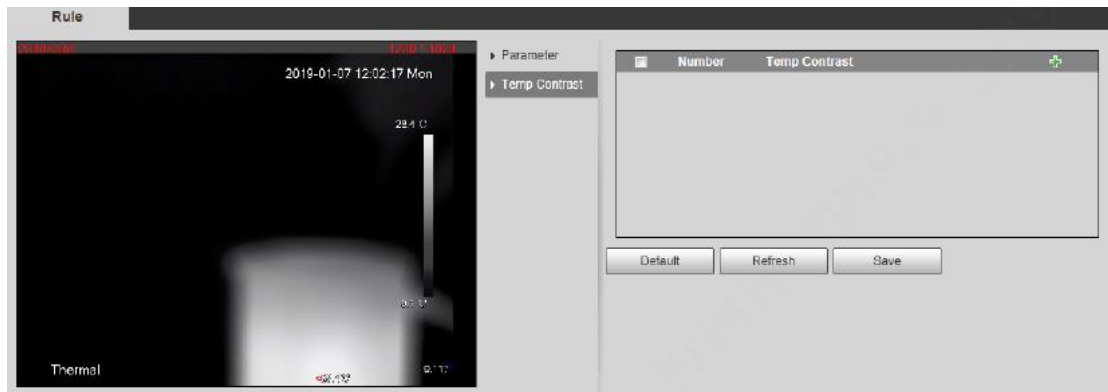 Rule
2019-01-07 12:02:17 Mon
Thermal
Parameter
Temp Contrast
Number Temp Contrast
Default Refresh Save